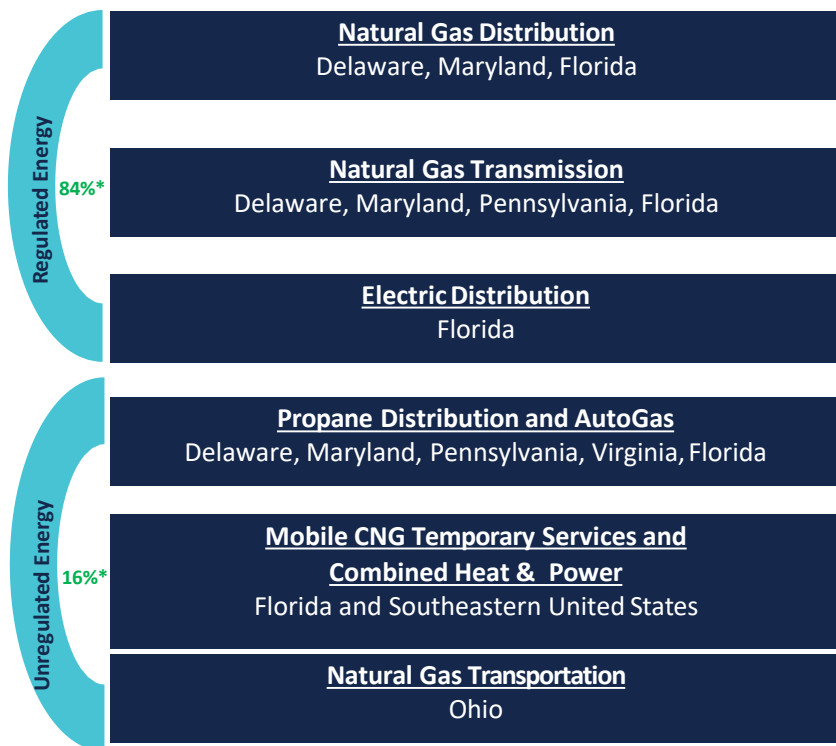 Regulated Energy
84%*
Natural Gas Distribution
Delaware, Maryland, Florida
Natural Gas Transmission
Delaware, Maryland, Pennsylvania, Florida
Electric Distribution
Florida
Unregulated Energy
16%*
Propane Distribution and AutoGas
Delaware, Maryland, Pennsylvania, Virginia, Florida
Mobile CNG Temporary Services and
Combined Heat & Power
Florida and Southeastern United States
Natural Gas Transportation
Ohio